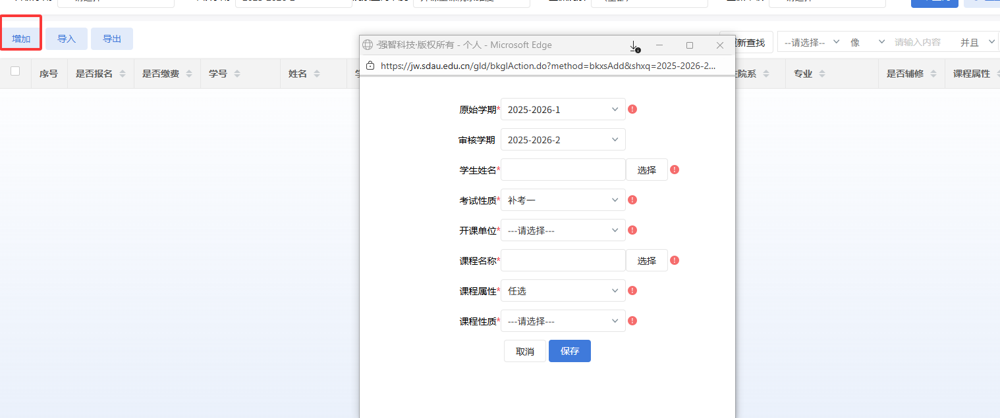 增加
导入
导出
·强智科技·版权所有 - 个人 - Microsoft Edge
新查找
--请选择--
像
请输入内容
并且
https://jw.sdau.edu.cn/gld/bkglAction.do?method=bkxsAdd&shxq=2025-2026-2...
序号
是否报名
是否缴费
学号
姓名
院系
专业
是否辅修
课程属性
原始学期* 2025-2026-1
审核学期 2025-2026-2
学生姓名* 选择
考试性质* 补考一
开课单位* ---请选择---
课程名称* 选择
课程属性* 任选
课程性质* ---请选择---
取消 保存